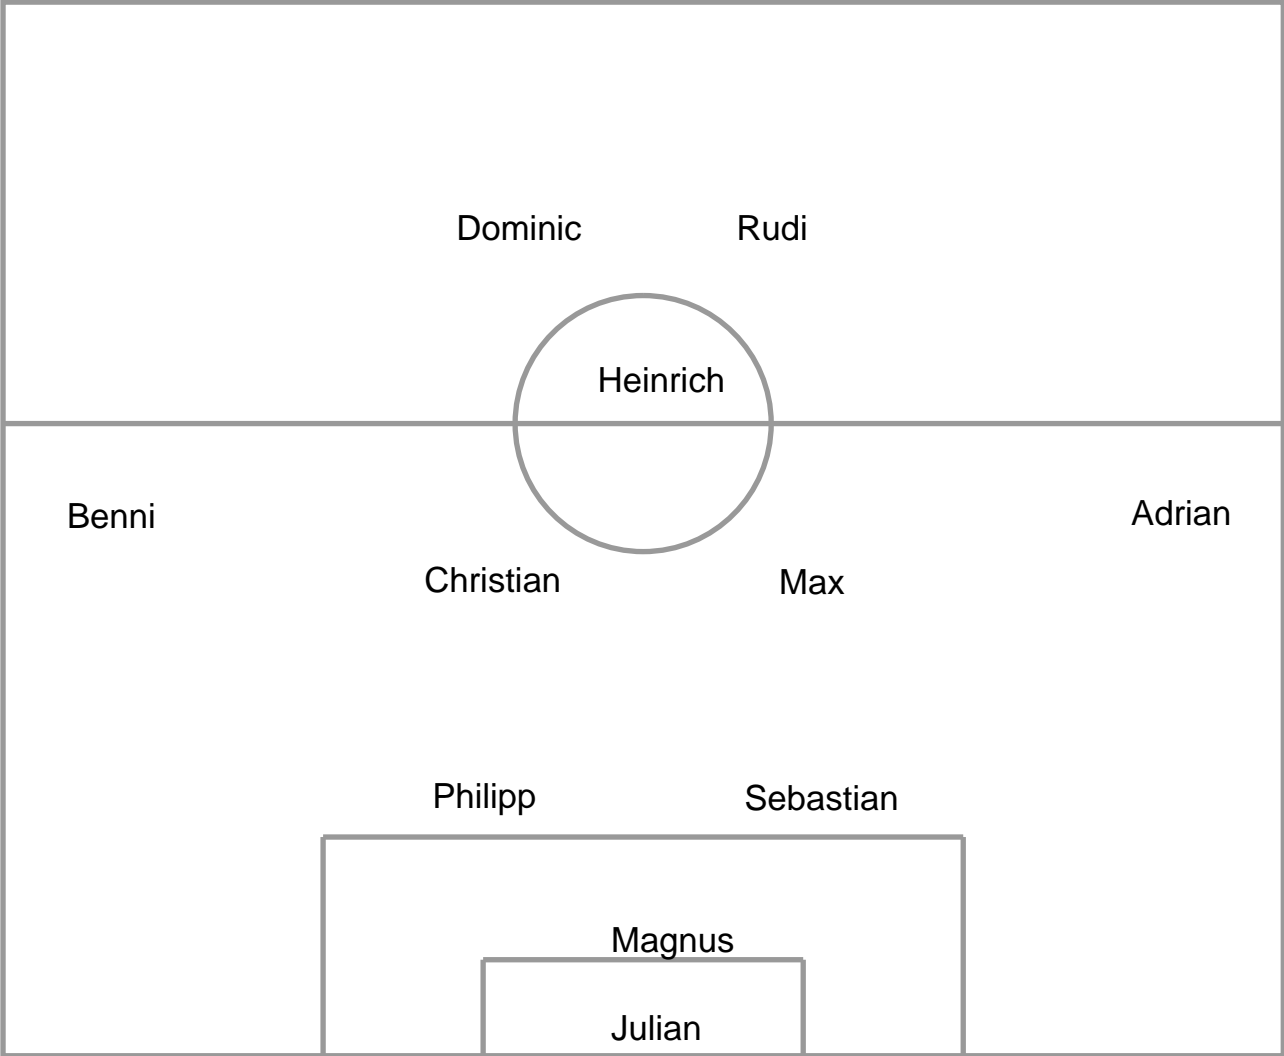 Dominic Rudi
Heinrich
Benni Adrian
Christian Max
Philipp Sebastian
Magnus
Julian